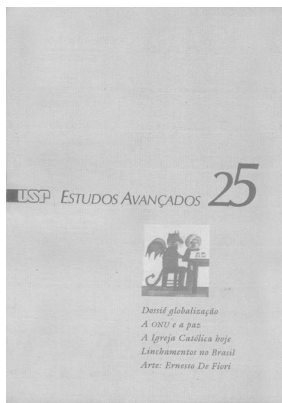 USP ESTUDOS AVANÇADOS 25
Dossiê globalização
A ONU e a paz
A Igreja Católica hoje
Linchamentos no Brasil
Arte: Ernesto De Fiori